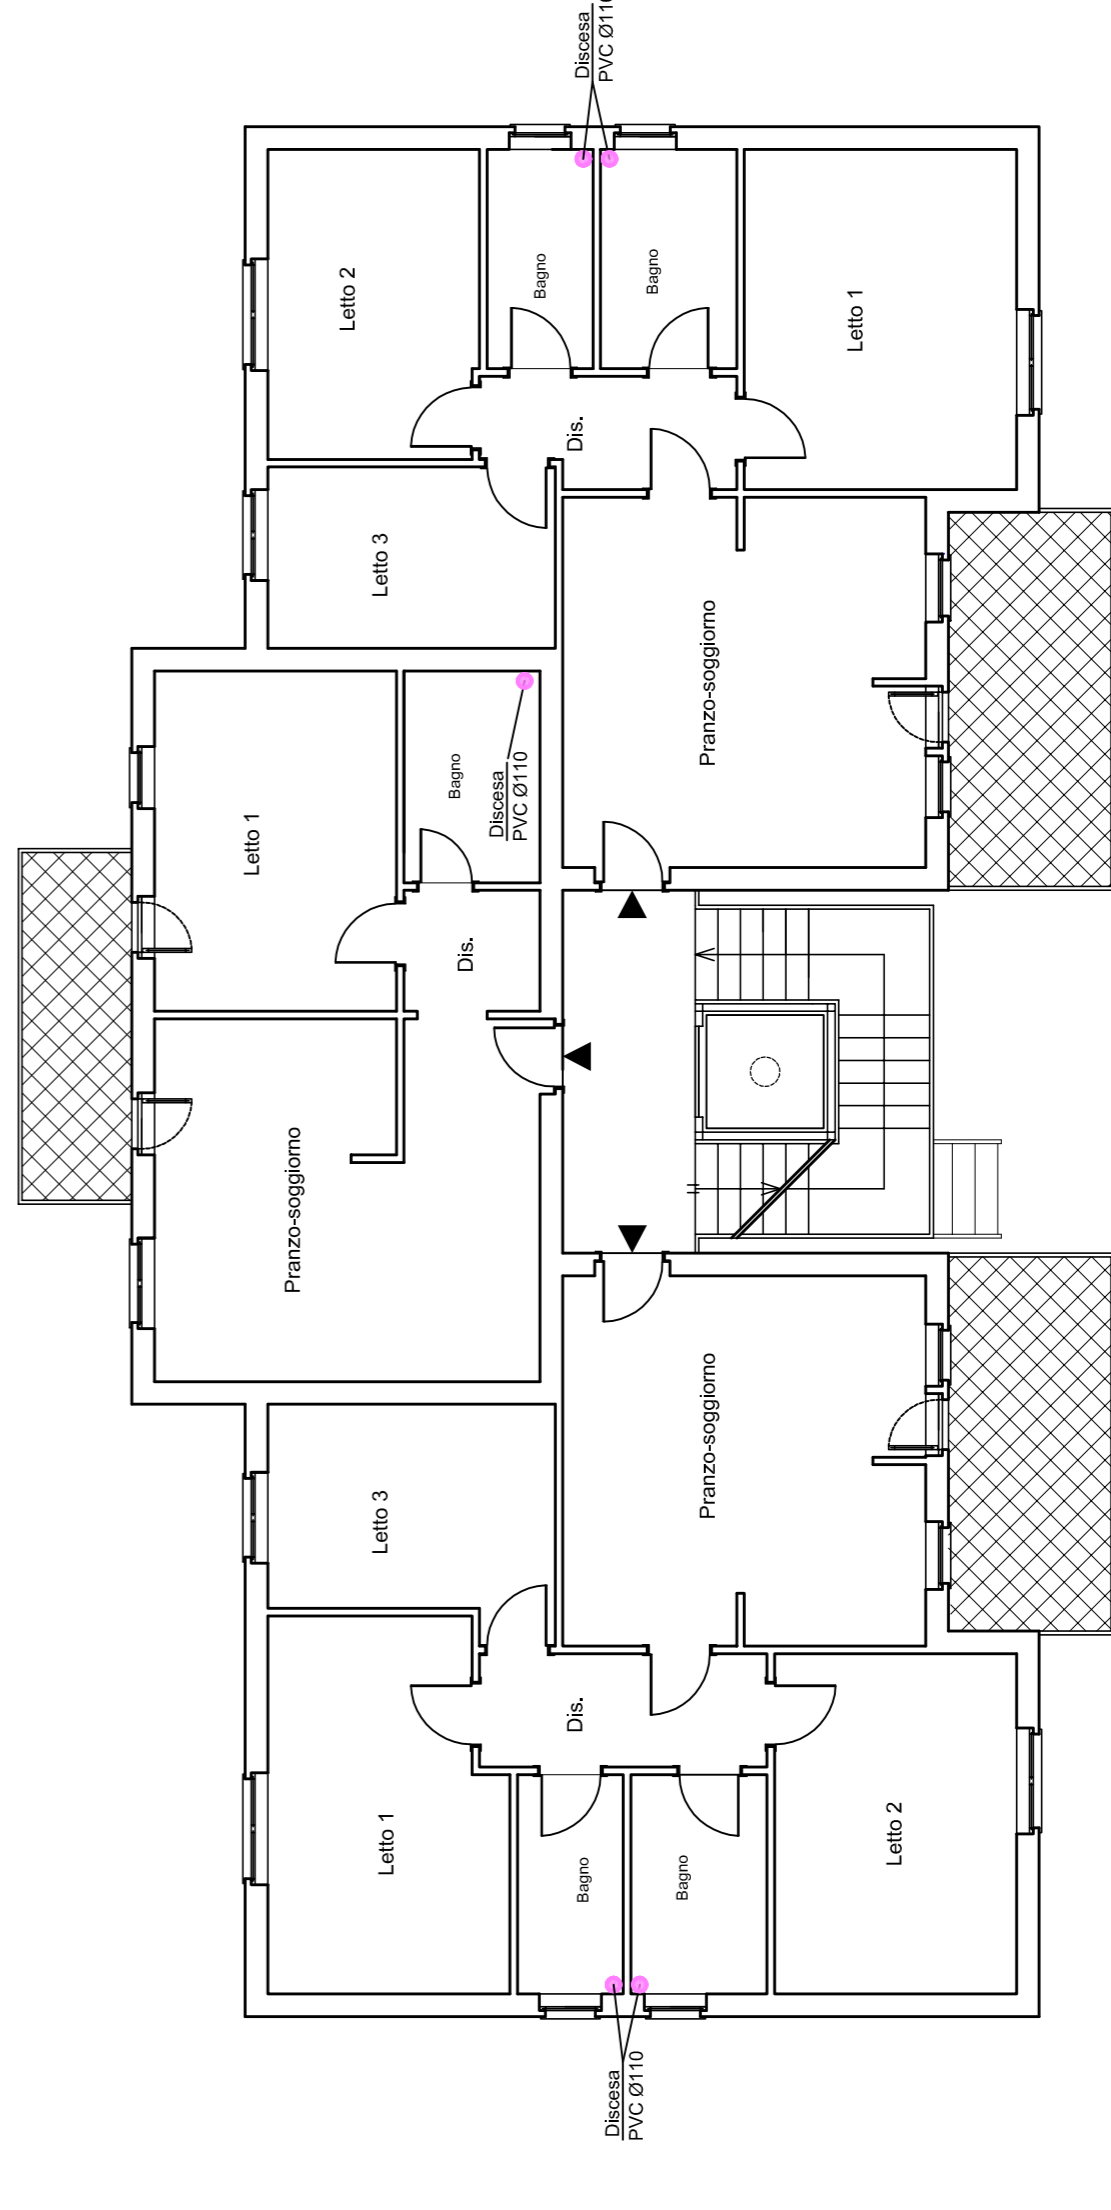 Discesa
PVC Ø110
Letto 2
Bagno
Bagno
Letto 1
Dis.
Letto 3
Pranzo-soggiorno
Bagno
Discesa
PVC Ø110
Letto 1
Dis.
Pranzo-soggiorno
Pranzo-soggiorno
Letto 3
Dis.
Letto 1
Bagno
Bagno
Letto 2
Discesa
PVC Ø110